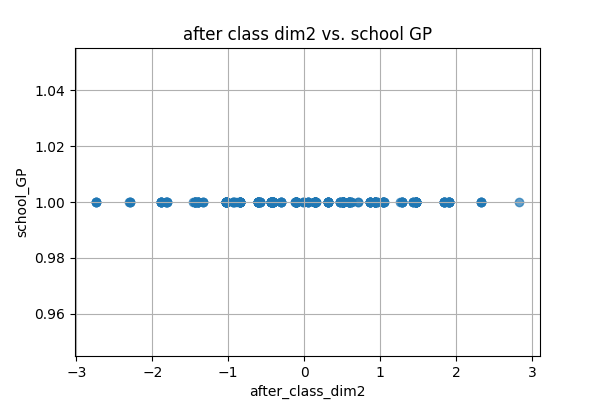 after class dim2 vs. school GP
1.04
1.02
1.00
0.98
0.96
school_GP
−3 −2 −1 0 1 2 3
after_class_dim2